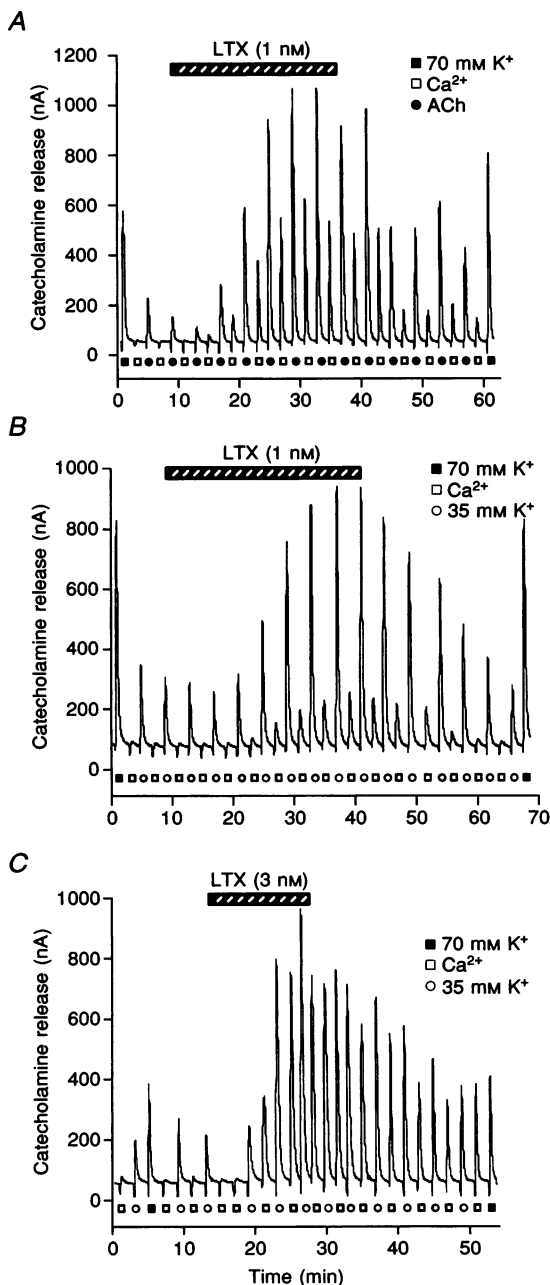 A
LTX (1 nM)
■ 70 mM K⁺
□ Ca²⁺
● ACh
Catecholamine release (nA)
1200
1000
800
600
400
200
0
0 10 20 30 40 50 60
B
LTX (1 nM)
■ 70 mM K⁺
□ Ca²⁺
○ 35 mM K⁺
Catecholamine release (nA)
1000
800
600
400
200
0
0 10 20 30 40 50 60 70
C
LTX (3 nM)
■ 70 mM K⁺
□ Ca²⁺
○ 35 mM K⁺
Catecholamine release (nA)
1000
800
600
400
200
0
0 10 20 30 40 50
Time (min)